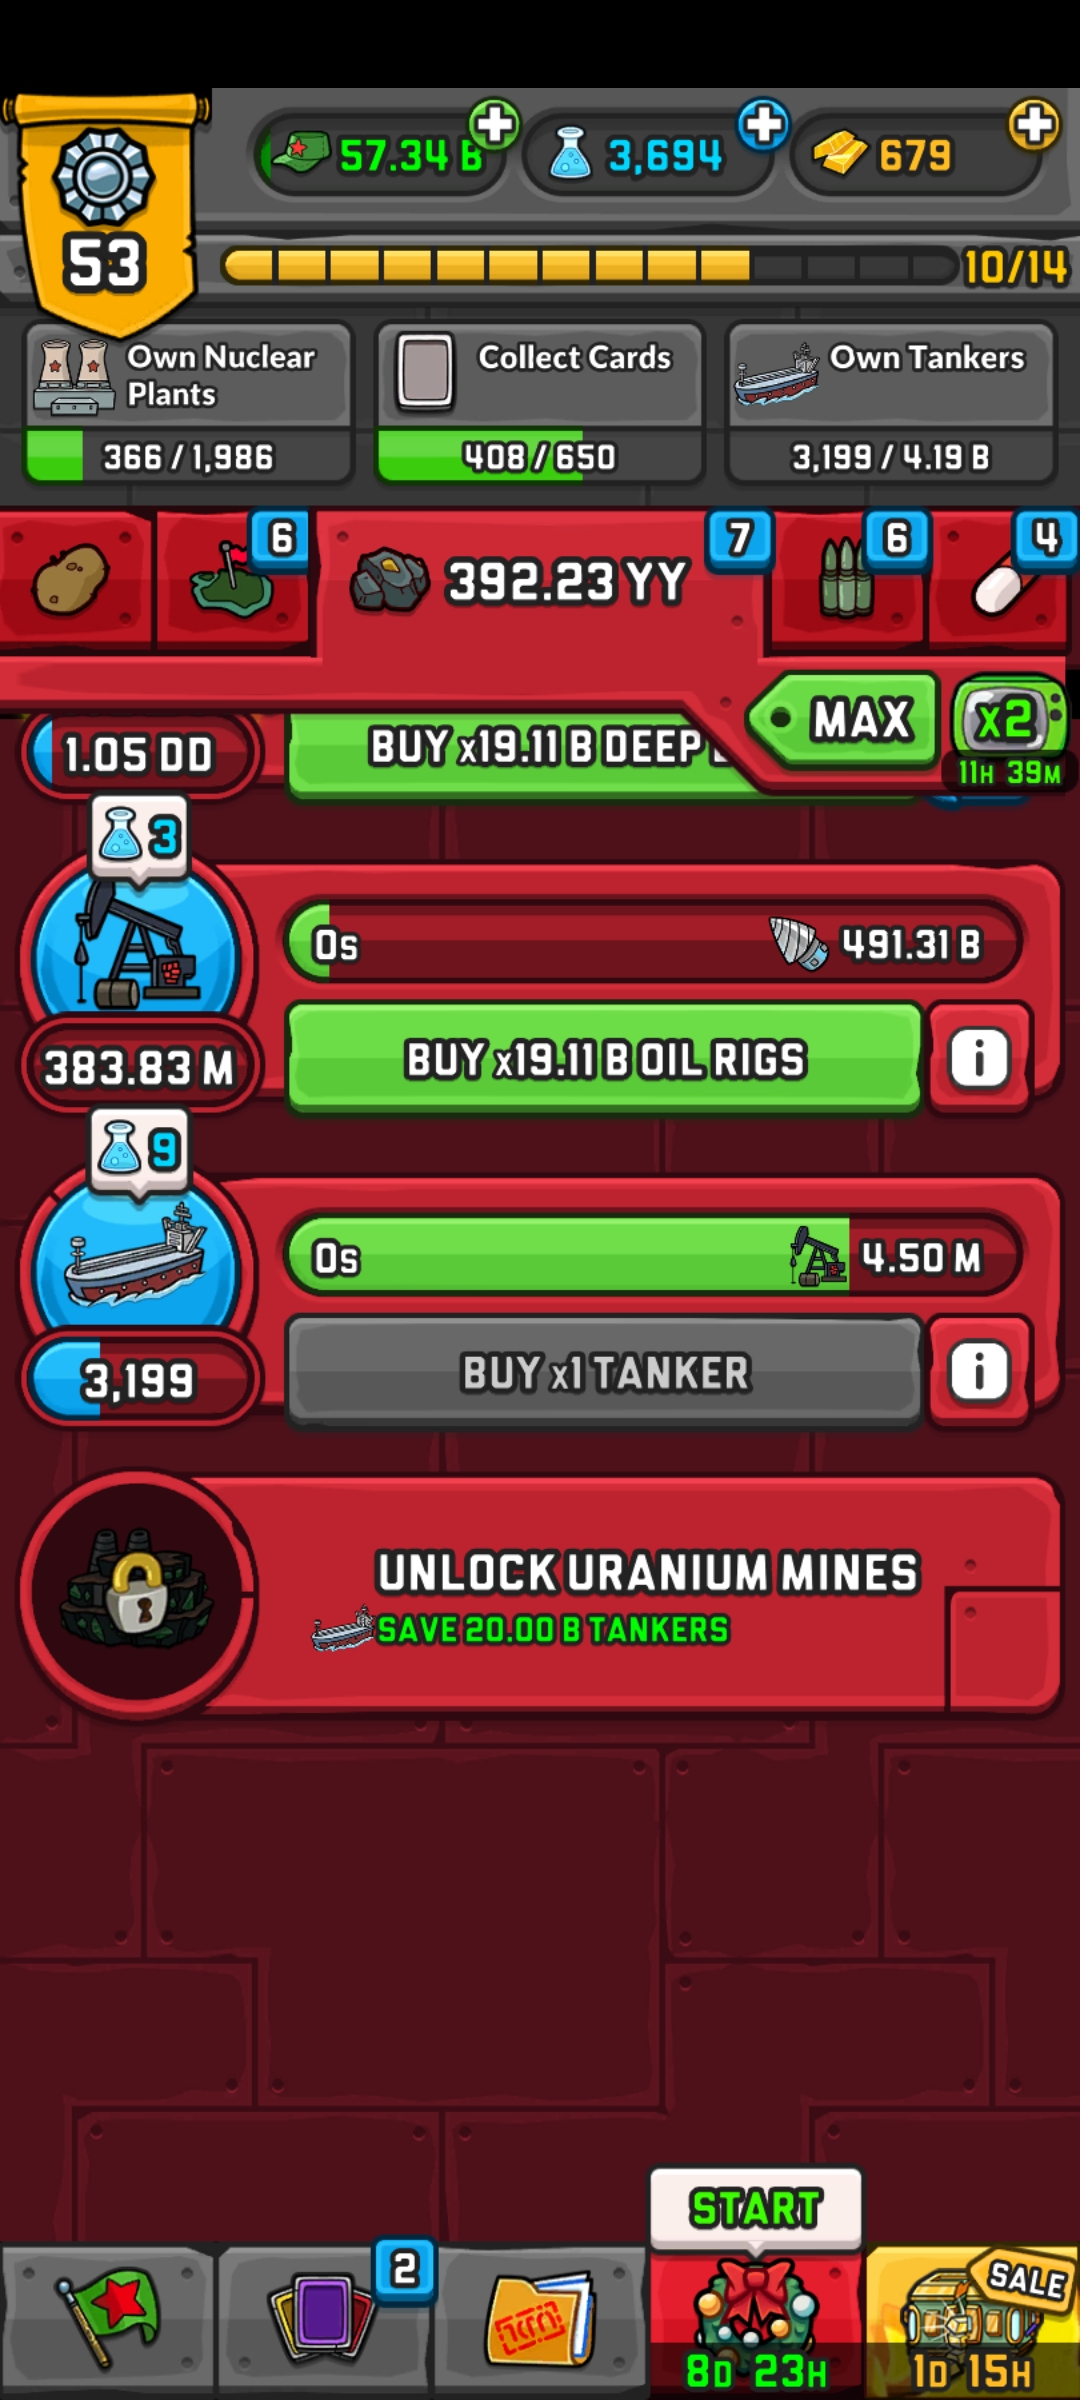 57.34 B
3,694
679
53
10/14
Own Nuclear Plants
366 / 1,986
Collect Cards
408 / 650
Own Tankers
3,199 / 4.19 B
6
392.23 YY
7
6
4
MAX
x2
11H 39M
1.05 DD
BUY x19.11 B DEEP
3
0s
491.31 B
383.83 M
BUY x19.11 B OIL RIGS
i
9
0s
4.50 M
3,199
BUY x1 TANKER
i
UNLOCK URANIUM MINES
SAVE 20.00 B TANKERS
START
2
SALE
8D 23H
1D 15H